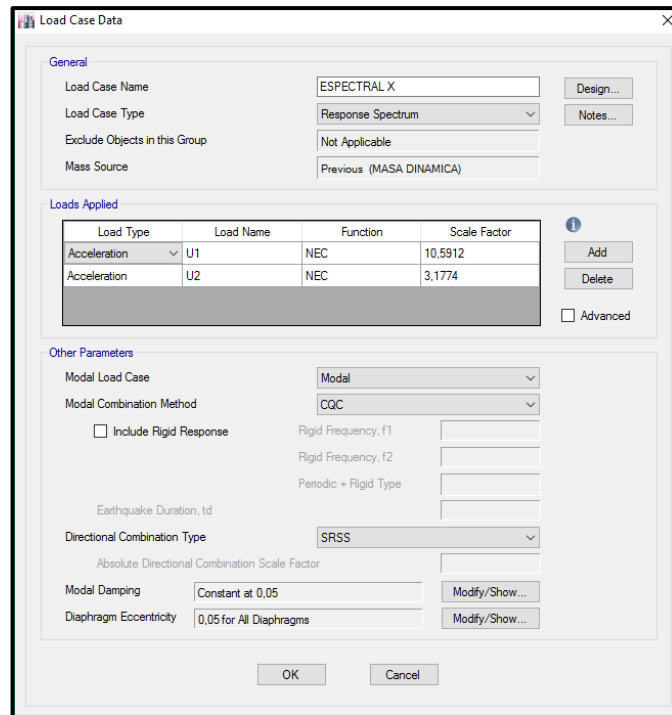 Load Case Data
General
Load Case Name ESPECTRAL X Design...
Load Case Type Response Spectrum Notes...
Exclude Objects in this Group Not Applicable
Mass Source Previous (MASA DINAMICA)
Loads Applied
Load Type Load Name Function Scale Factor
Acceleration U1 NEC 10,5912 Add
Acceleration U2 NEC 3,1774 Delete
Advanced
Other Parameters
Modal Load Case Modal
Modal Combination Method CQC
Include Rigid Response Rigid Frequency, f1
Rigid Frequency, f2
Periodic + Rigid Type
Earthquake Duration, td
Directional Combination Type SRSS
Absolute Directional Combination Scale Factor
Modal Damping Constant at 0,05 Modify/Show...
Diaphragm Eccentricity 0,05 for All Diaphragms Modify/Show...
OK Cancel